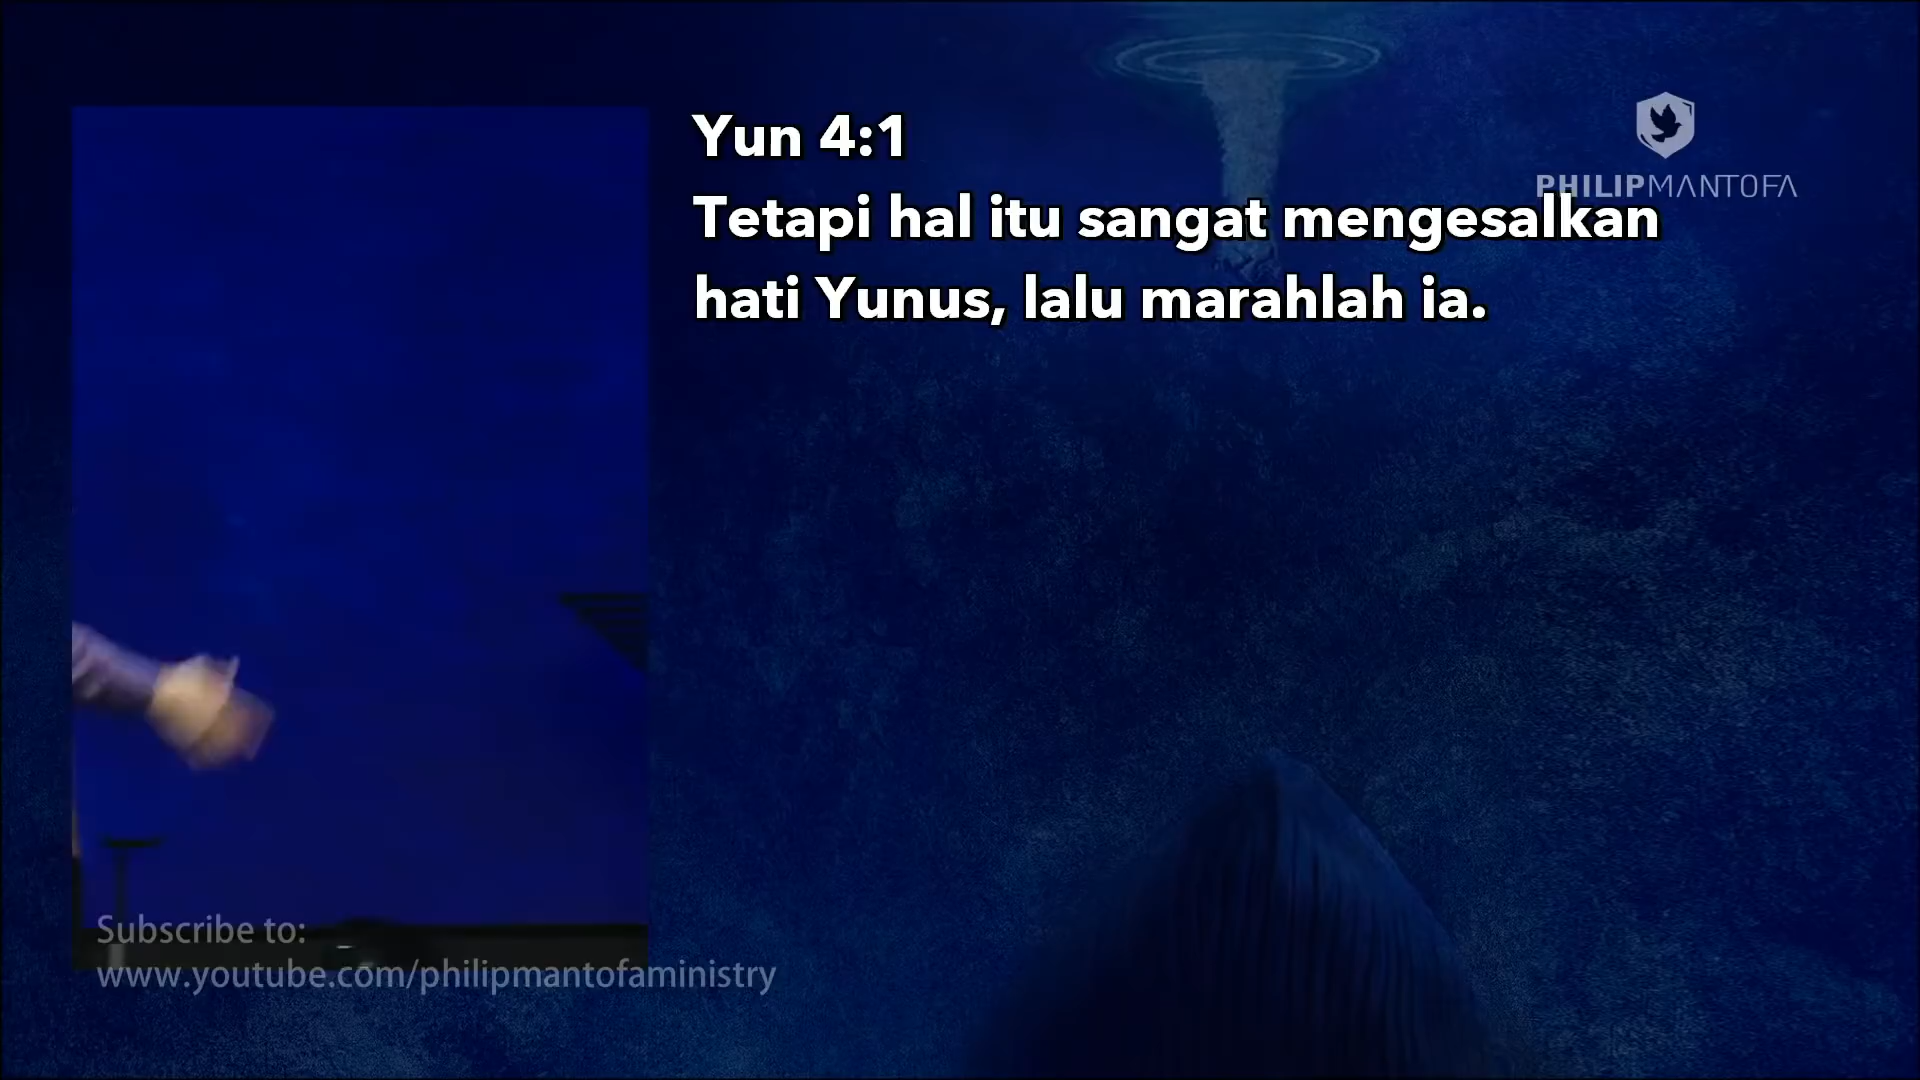 Yun 4:1
PHILIPMANTOFA
Tetapi hal itu sangat mengesalkan
hati Yunus, lalu marahlah ia.
Subscribe to:
www.youtube.com/philipmantofaministry